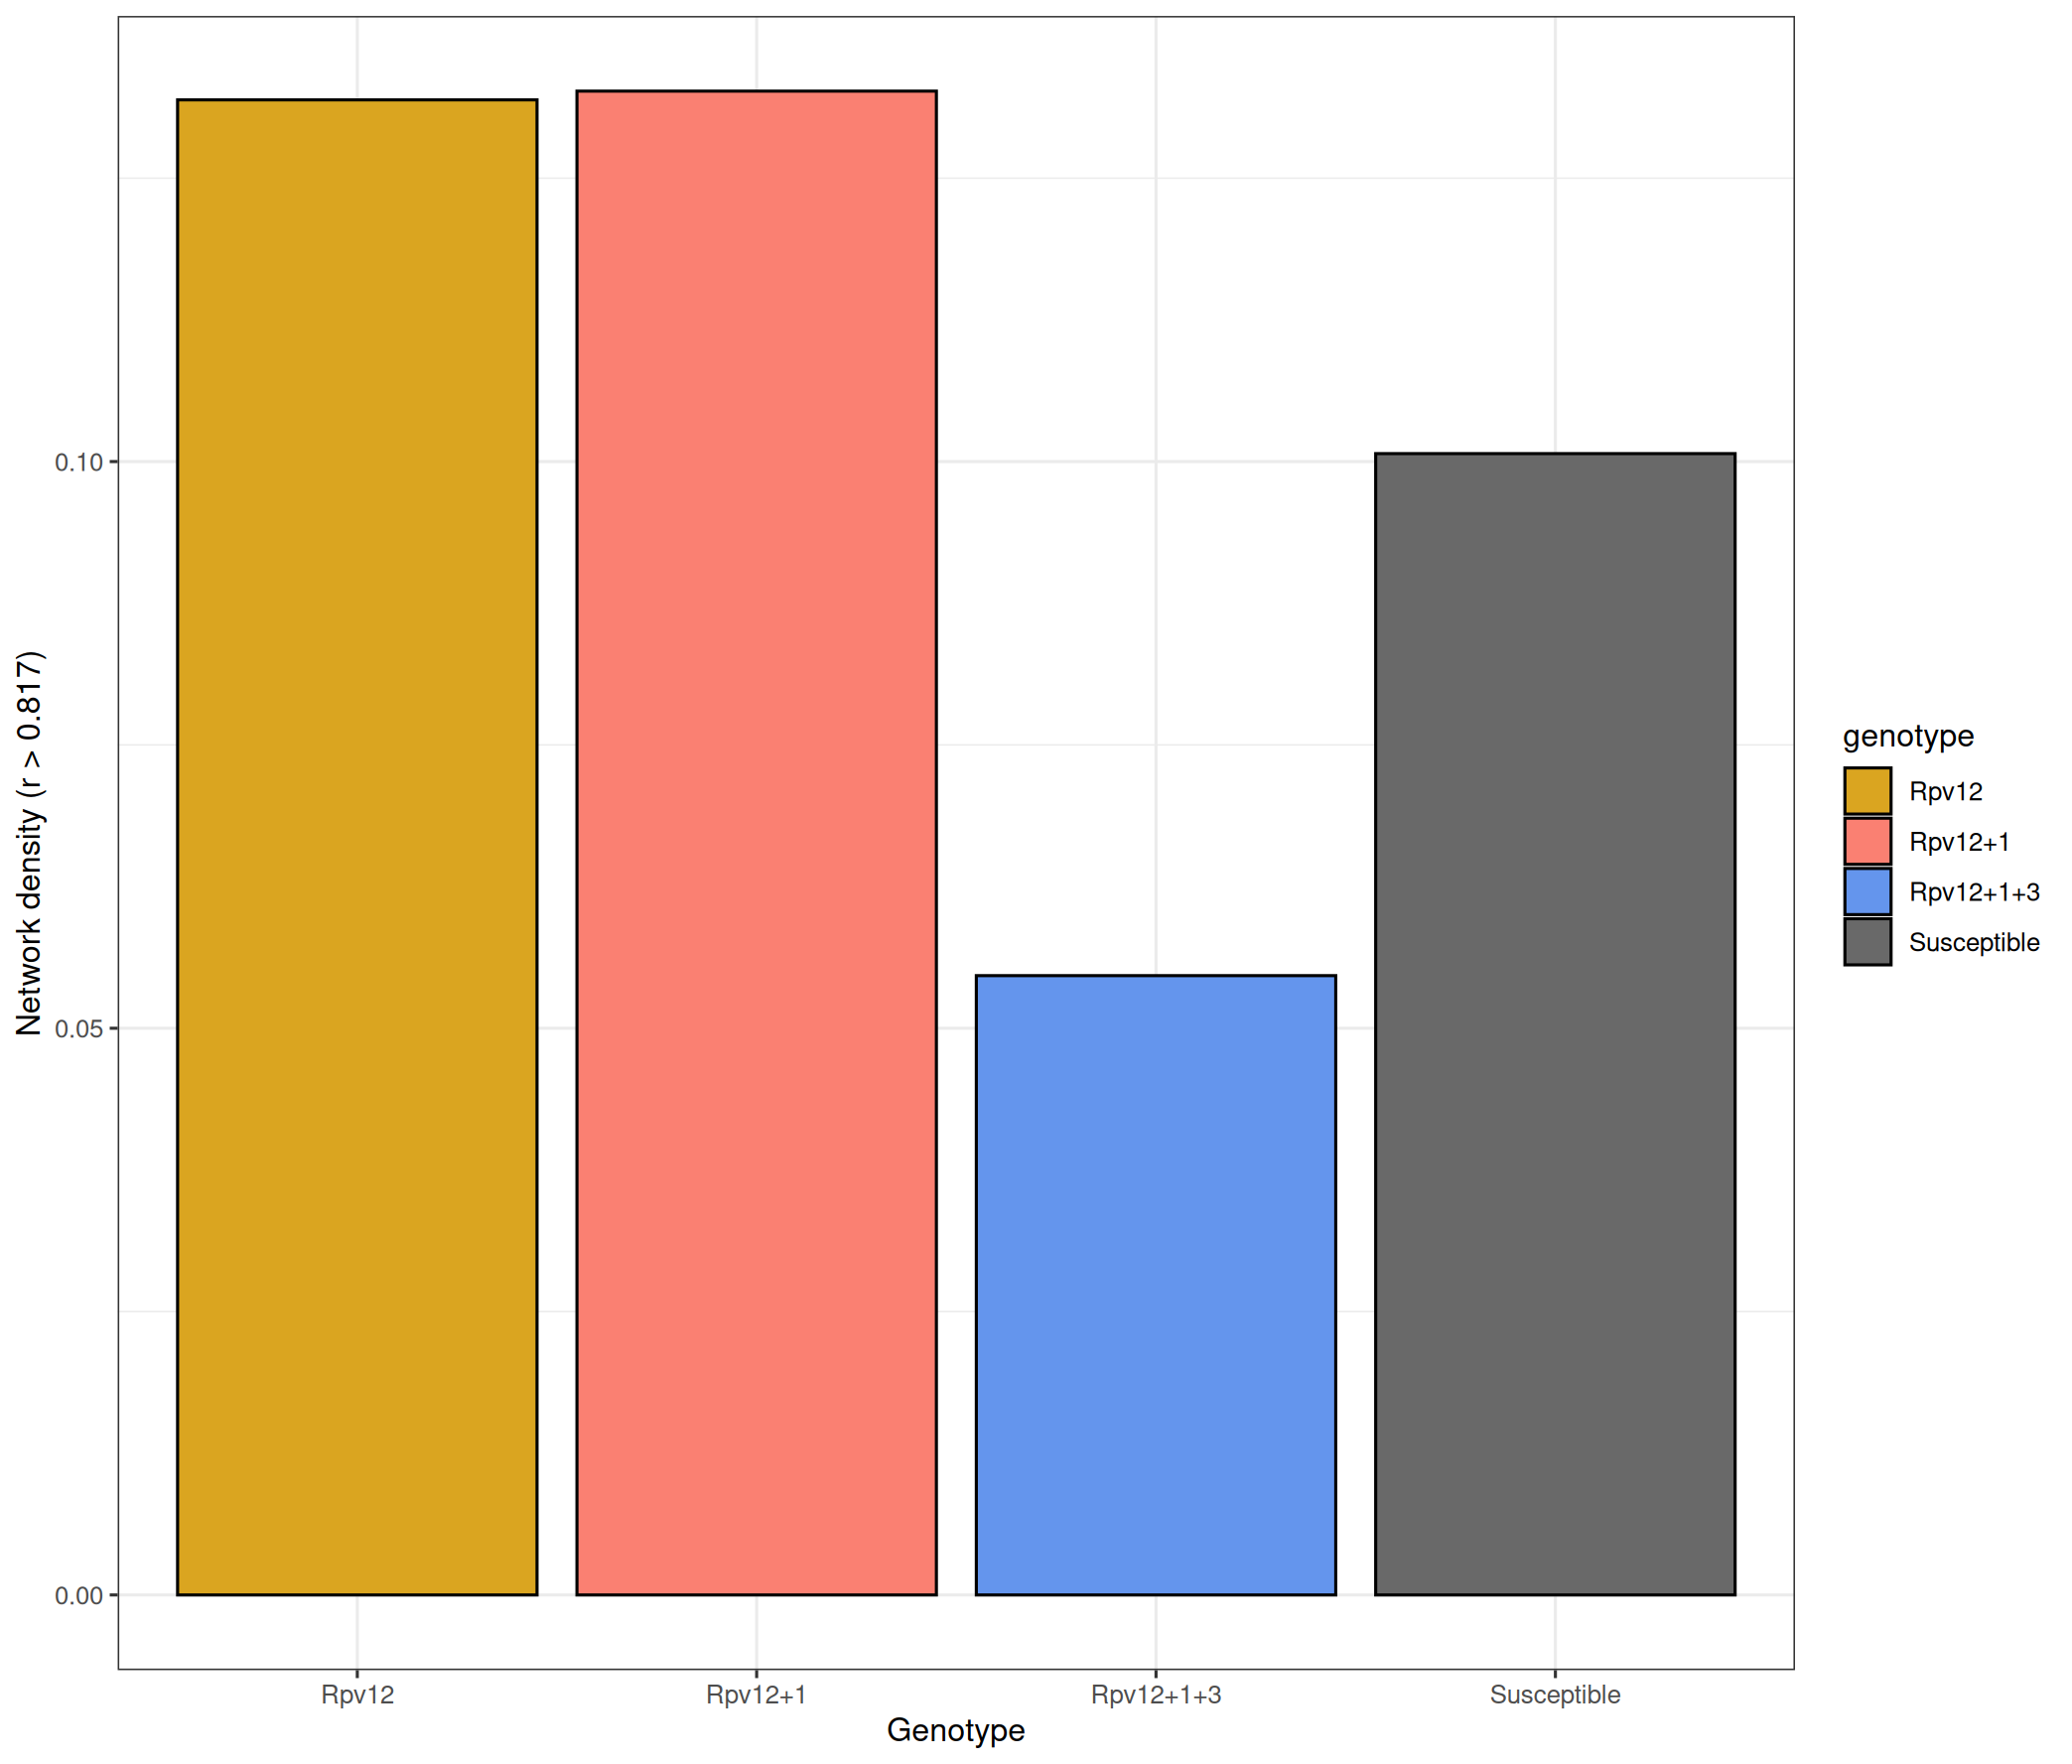 Network density (r > 0.817)
0.10
0.05
0.00
Rpv12
Rpv12+1
Rpv12+1+3
Susceptible
Genotype
genotype
Rpv12
Rpv12+1
Rpv12+1+3
Susceptible